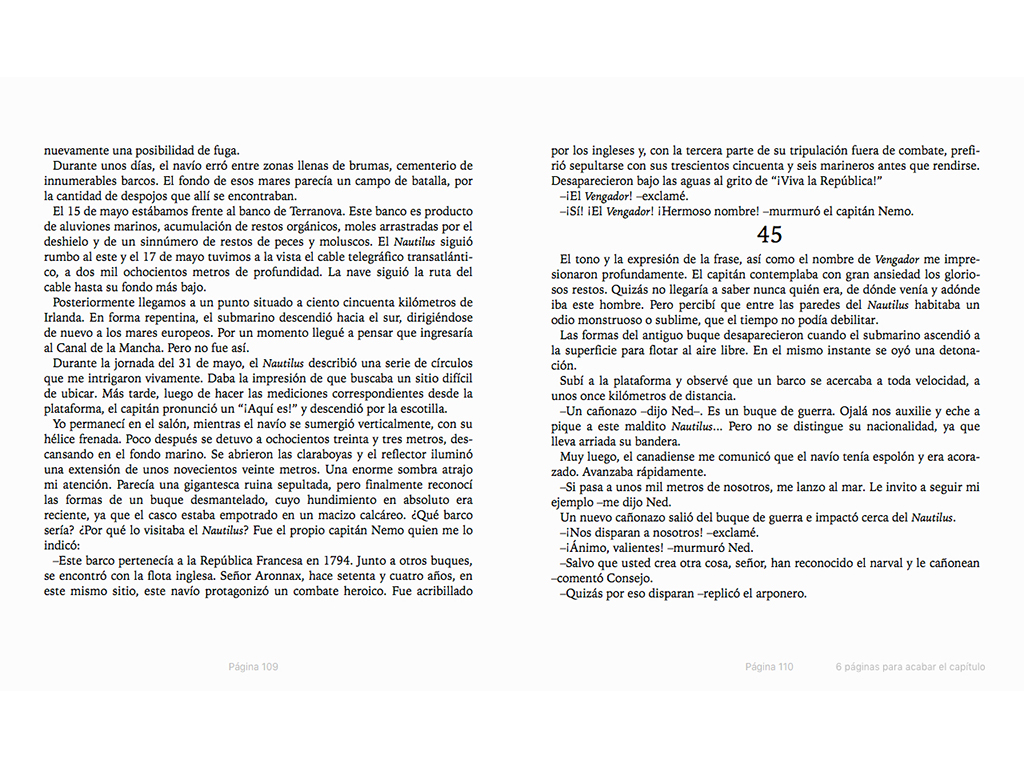 nuevamente una posibilidad de fuga.
Durante unos días, el navío erró entre zonas llenas de brumas, cementerio de
innumerables barcos. El fondo de esos mares parecía un campo de batalla, por
la cantidad de despojos que allí se encontraban.
El 15 de mayo estábamos frente al banco de Terranova. Este banco es producto
de aluviones marinos, acumulación de restos orgánicos, moles arrastradas por el
deshielo y de un sinnúmero de restos de peces y moluscos. El Nautilus siguió
rumbo al este y el 17 de mayo tuvimos a la vista el cable telegráfico transatlánti-
co, a dos mil ochocientos metros de profundidad. La nave siguió la ruta del
cable hasta su fondo más bajo.
Posteriormente llegamos a un punto situado a ciento cincuenta kilómetros de
Irlanda. En forma repentina, el submarino descendió hacia el sur, dirigiéndose
de nuevo a los mares europeos. Por un momento llegué a pensar que ingresaría
al Canal de la Mancha. Pero no fue así.
Durante la jornada del 31 de mayo, el Nautilus describió una serie de círculos
que me intrigaron vivamente. Daba la impresión de que buscaba un sitio difícil
de ubicar. Más tarde, luego de hacer las mediciones correspondientes desde la
plataforma, el capitán pronunció un “¡Aquí es!” y descendió por la escotilla.
Yo permanecí en el salón, mientras el navío se sumergió verticalmente, con su
hélice frenada. Poco después se detuvo a ochocientos treinta y tres metros, des-
cansando en el fondo marino. Se abrieron las claraboyas y el reflector iluminó
una extensión de unos novecientos veinte metros. Una enorme sombra atrajo
mi atención. Parecía una gigantesca ruina sepultada, pero finalmente reconocí
las formas de un buque desmantelado, cuyo hundimiento en absoluto era
reciente, ya que el casco estaba empotrado en un macizo calcáreo. ¿Qué barco
sería? ¿Por qué lo visitaba el Nautilus? Fue el propio capitán Nemo quien me lo
indicó:
–Este barco pertenecía a la República Francesa en 1794. Junto a otros buques,
se encontró con la flota inglesa. Señor Aronnax, hace setenta y cuatro años, en
este mismo sitio, este navío protagonizó un combate heroico. Fue acribillado
Página 109
por los ingleses y, con la tercera parte de su tripulación fuera de combate, prefi-
rió sepultarse con sus trescientos cincuenta y seis marineros antes que rendirse.
Desaparecieron bajo las aguas al grito de “¡Viva la República!”
–¡El Vengador! –exclamé.
–¡Sí! ¡El Vengador! ¡Hermoso nombre! –murmuró el capitán Nemo.
45
El tono y la expresión de la frase, así como el nombre de Vengador me impre-
sionaron profundamente. El capitán contemplaba con gran ansiedad los glorio-
sos restos. Quizás no llegaría a saber nunca quién era, de dónde venía y adónde
iba este hombre. Pero percibí que entre las paredes del Nautilus habitaba un
odio monstruoso o sublime, que el tiempo no podía debilitar.
Las formas del antiguo buque desaparecieron cuando el submarino ascendió a
la superficie para flotar al aire libre. En el mismo instante se oyó una detona-
ción.
Subí a la plataforma y observé que un barco se acercaba a toda velocidad, a
unos once kilómetros de distancia.
–Un cañonazo –dijo Ned–. Es un buque de guerra. Ojalá nos auxilie y eche a
pique a este maldito Nautilus... Pero no se distingue su nacionalidad, ya que
lleva arriada su bandera.
Muy luego, el canadiense me comunicó que el navío tenía espolón y era acora-
zado. Avanzaba rápidamente.
–Si pasa a unos mil metros de nosotros, me lanzo al mar. Le invito a seguir mi
ejemplo –me dijo Ned.
Un nuevo cañonazo salió del buque de guerra e impactó cerca del Nautilus.
–¡Nos disparan a nosotros! –exclamé.
–¡Ánimo, valientes! –murmuró Ned.
–Salvo que usted crea otra cosa, señor, han reconocido el narval y le cañonean
–comentó Consejo.
–Quizás por eso disparan –replicó el arponero.
Página 110
6 páginas para acabar el capítulo